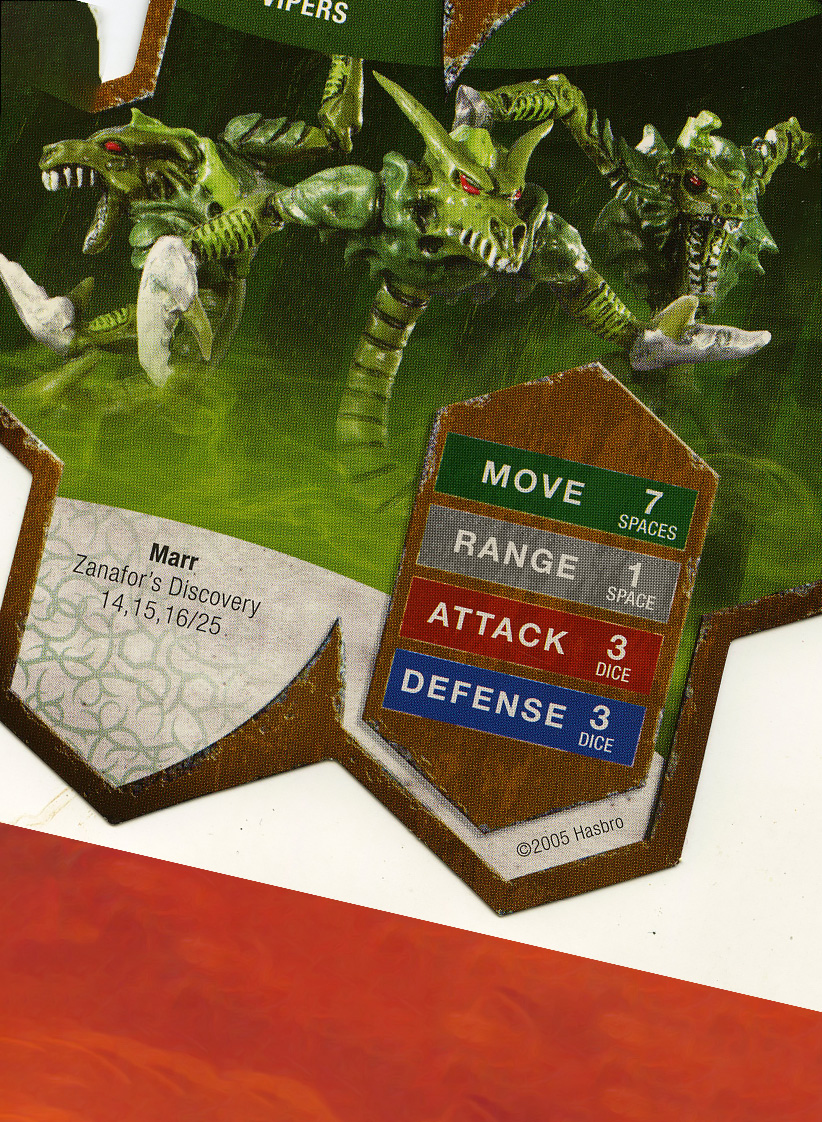 VIPERS
MOVE 7
SPACES
RANGE 1
SPACE
ATTACK 3
DICE
DEFENSE 3
DICE
Marr
Zanafor's Discovery
14,15,16/25
©2005 Hasbro